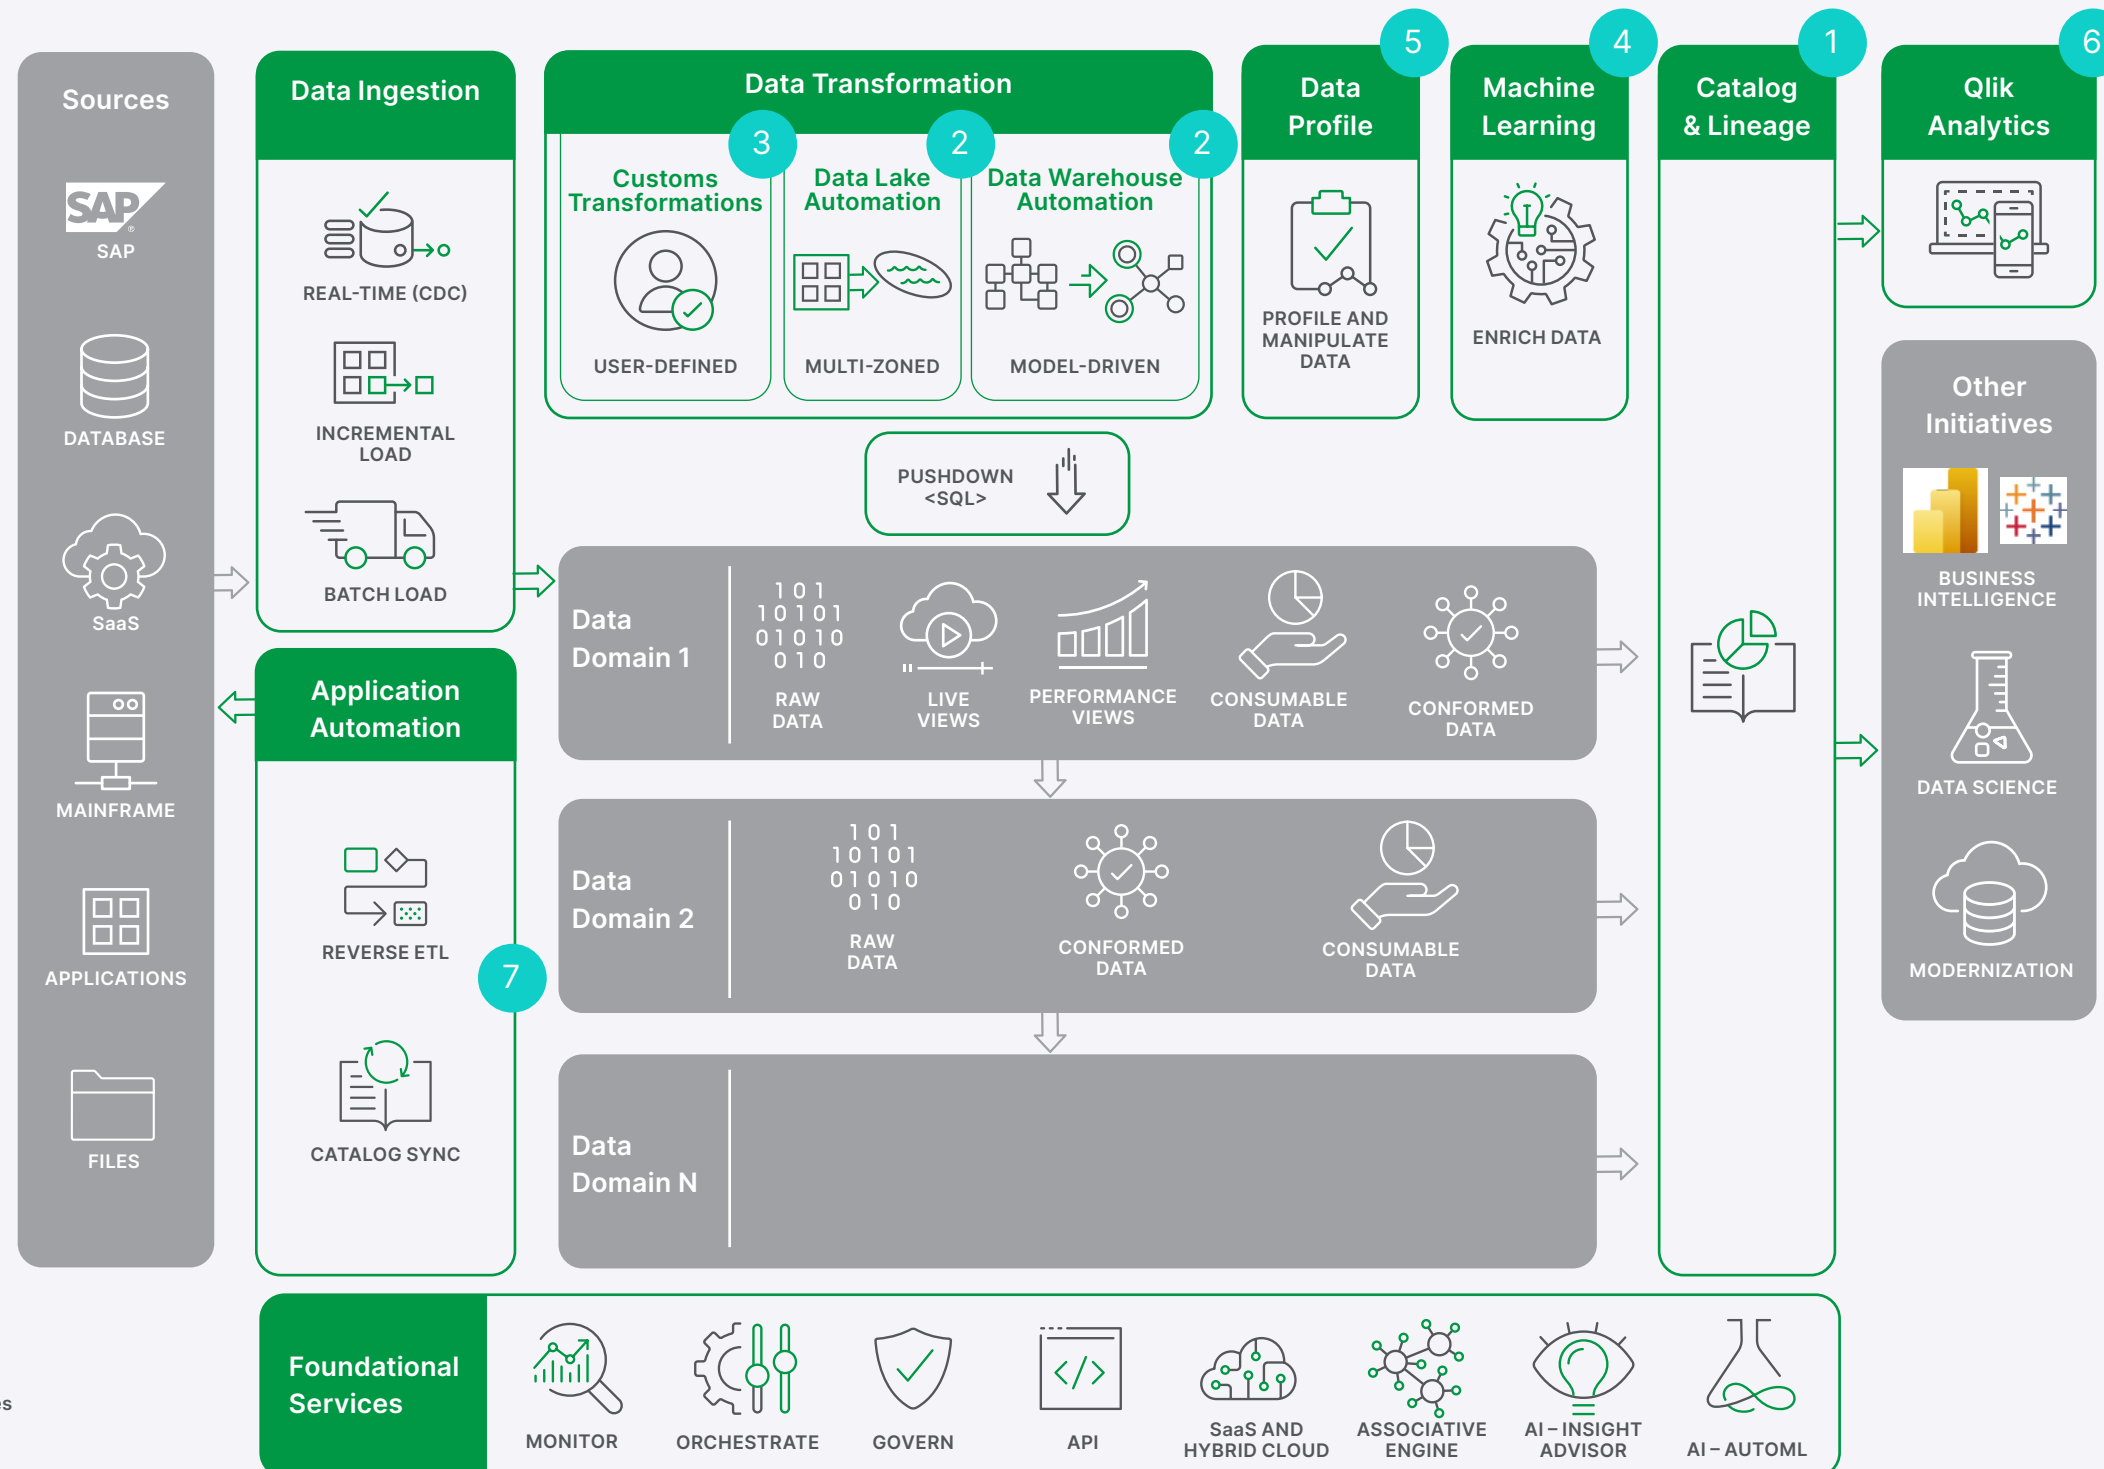 Sources
SAP
®
SAP
DATABASE
SaaS
MAINFRAME
APPLICATIONS
FILES
Data Ingestion
REAL-TIME (CDC)
INCREMENTAL
LOAD
BATCH LOAD
Application
Automation
REVERSE ETL
7
CATALOG SYNC
Data Transformation
3
Customs
Transformations
USER-DEFINED
2
Data Lake
Automation
MULTI-ZONED
2
Data Warehouse
Automation
MODEL-DRIVEN
5
Data
Profile
PROFILE AND
MANIPULATE
DATA
4
Machine
Learning
ENRICH DATA
1
Catalog
& Lineage
6
Qlik
Analytics
Other
Initiatives
BUSINESS
INTELLIGENCE
DATA SCIENCE
MODERNIZATION
PUSHDOWN
<SQL>
Data
Domain 1
101
10101
01010
010
RAW
DATA
LIVE
VIEWS
PERFORMANCE
VIEWS
CONSUMABLE
DATA
CONFORMED
DATA
Data
Domain 2
101
10101
01010
010
RAW
DATA
CONFORMED
DATA
CONSUMABLE
DATA
Data
Domain N
Foundational
Services
MONITOR
ORCHESTRATE
GOVERN
</>
API
SaaS AND
HYBRID CLOUD
ASSOCIATIVE
ENGINE
AI – INSIGHT
ADVISOR
AI – AUTOML